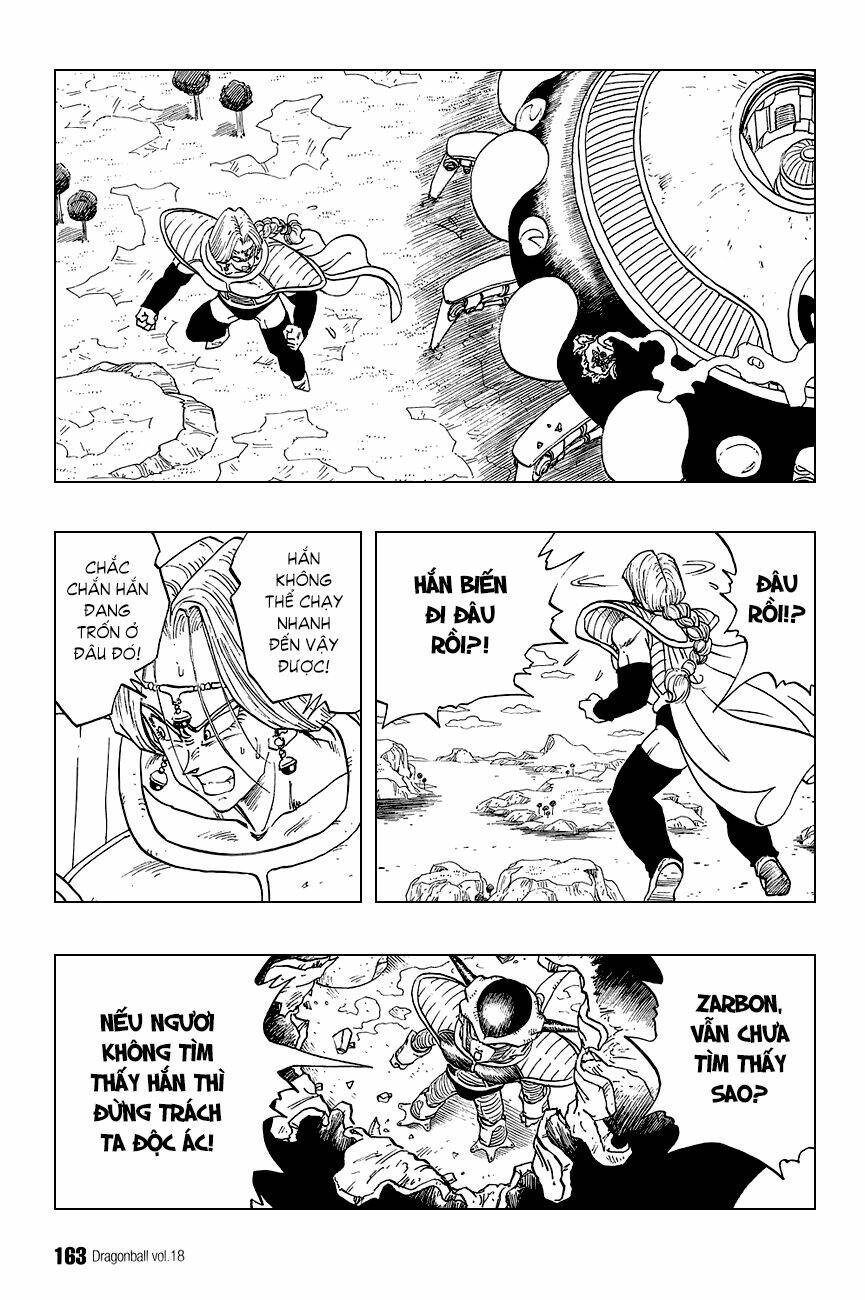 ĐÂU
RỒI!?
HẮN BIẾN
ĐI ĐÂU
RỒI?!
HẮN
KHÔNG
THỂ CHẠY
NHANH
ĐẾN VẬY
ĐƯỢC!
CHẮC
CHẮN HẮN
ĐANG
TRỐN Ở
ĐÂU ĐÓ!
ZARBON,
VẪN CHƯA
TÌM THẤY
SAO?
NẾU NGƯƠI
KHÔNG TÌM
THẤY HẮN THÌ
ĐỪNG TRÁCH
TA ĐỘC ÁC!
163 Dragonball vol.18